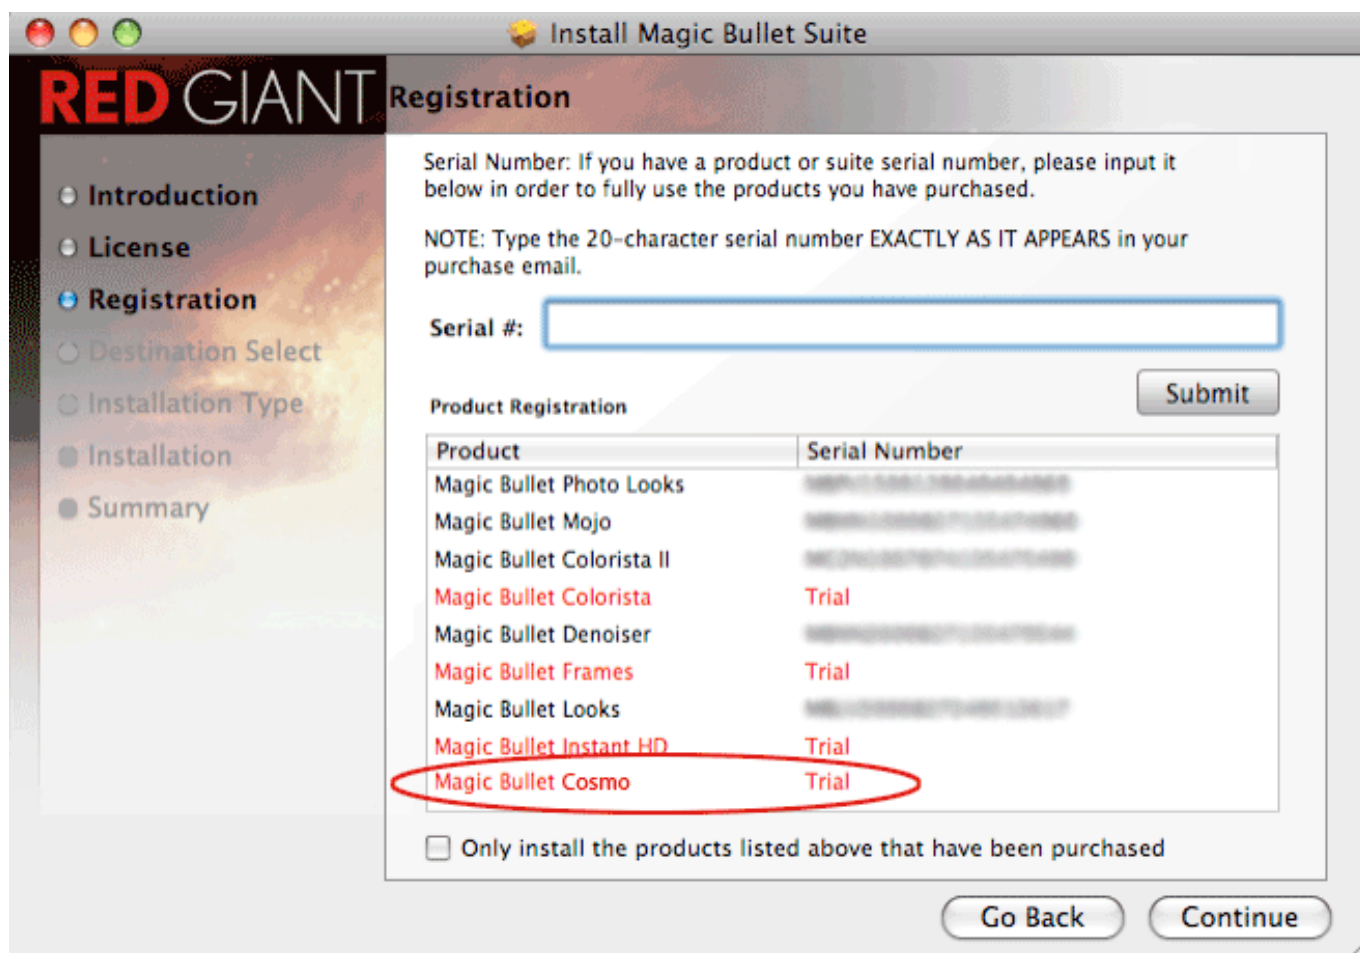 Install Magic Bullet Suite
RED GIANT
Registration
Introduction
License
Registration
Destination Select
Installation Type
Installation
Summary
Serial Number: If you have a product or suite serial number, please input it
below in order to fully use the products you have purchased.
NOTE: Type the 20-character serial number EXACTLY AS IT APPEARS in your
purchase email.
Serial #:
Submit
Product Registration
Product Serial Number
Magic Bullet Photo Looks
Magic Bullet Mojo
Magic Bullet Colorista II
Magic Bullet Colorista Trial
Magic Bullet Denoiser
Magic Bullet Frames Trial
Magic Bullet Looks
Magic Bullet Instant HD Trial
Magic Bullet Cosmo Trial
Only install the products listed above that have been purchased
Go Back Continue